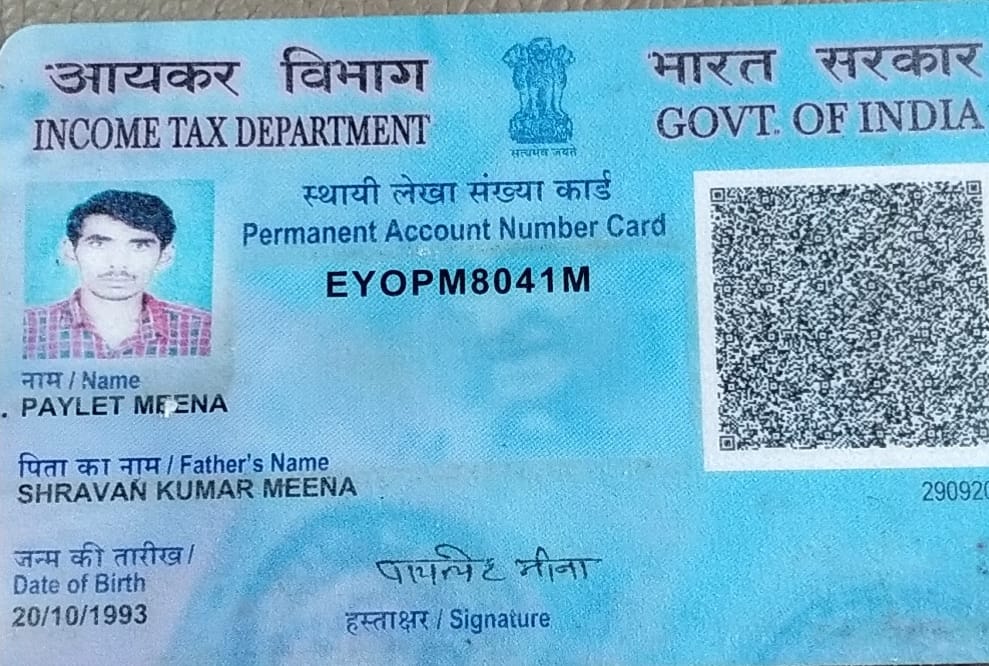 आयकर विभाग
INCOME TAX DEPARTMENT
सत्यमेव जयते
भारत सरकार
GOVT. OF INDIA
स्थायी लेखा संख्या कार्ड
Permanent Account Number Card
EYOPM8041M
नाम / Name
PAYLET MEENA
पिता का नाम / Father's Name
SHRAVAN KUMAR MEENA
290920
जन्म की तारीख /
Date of Birth
20/10/1993
पायलेट मीना
हस्ताक्षर / Signature